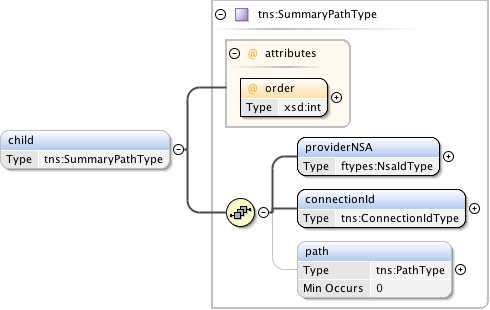 tns:SummaryPathType
@ attributes
@ order
Type xsd:int
child
Type tns:SummaryPathType
providerNSA
Type ftypes:NsaIdType
connectionId
Type tns:ConnectionIdType
path
Type tns:PathType
Min Occurs 0